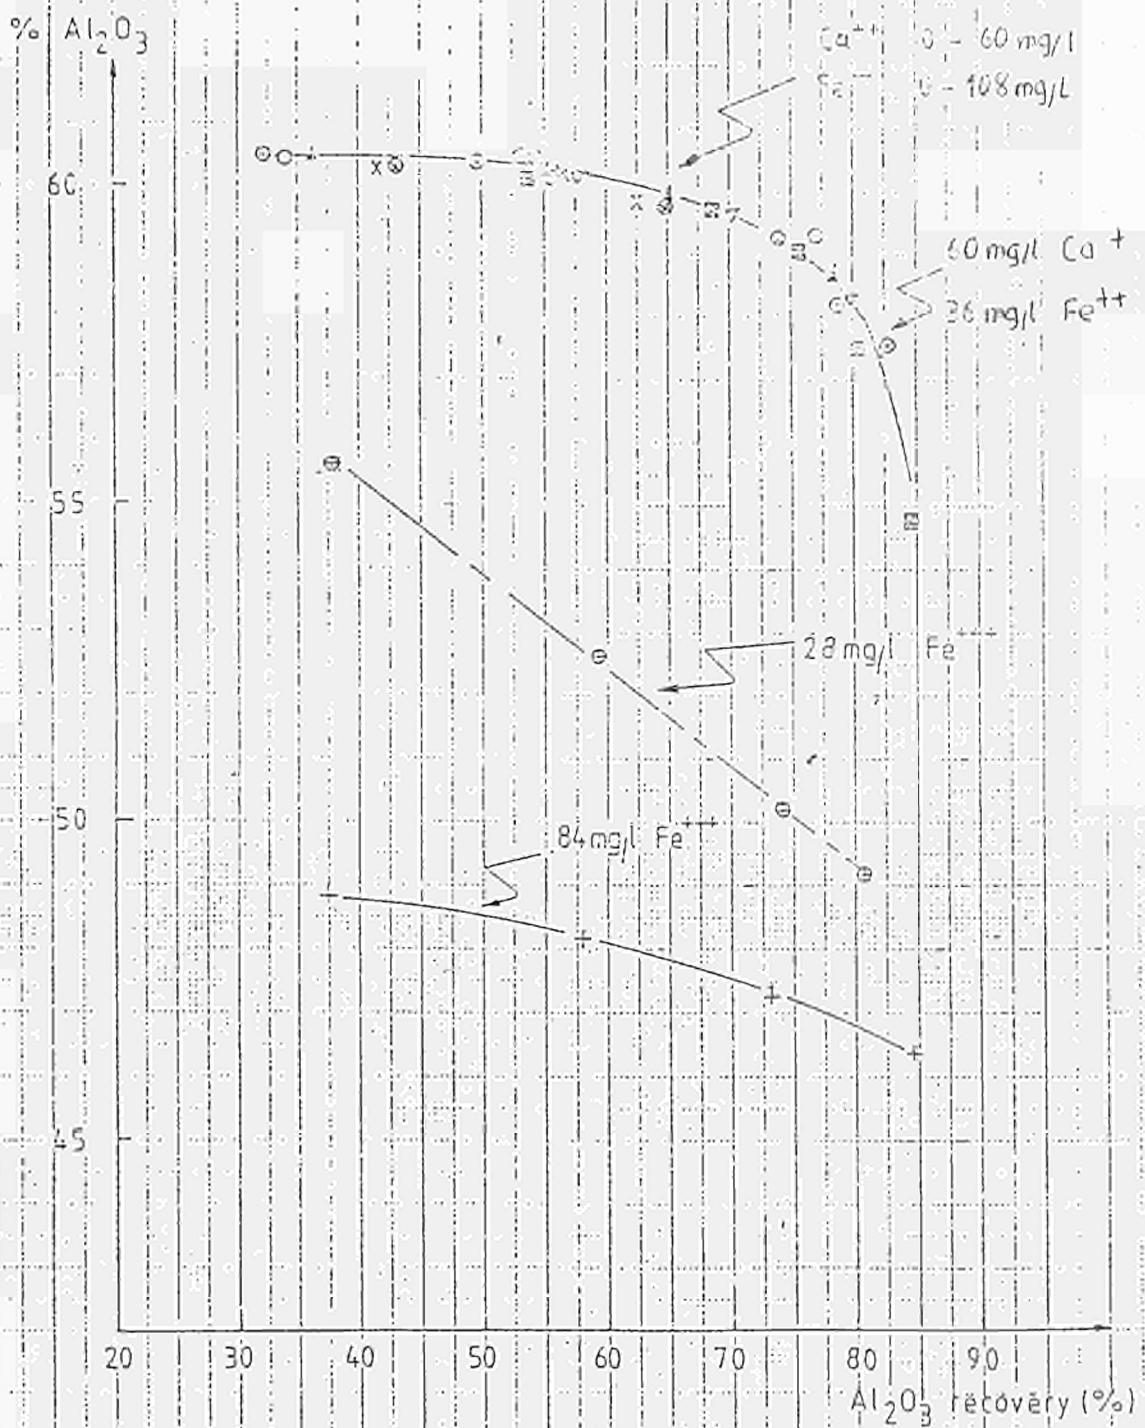 % Al₂O₃
Ca⁺⁺ 0 - 60 mg/l
0 - 108 mg/L
60
60 mg/l Ca⁺
36 mg/l Fe⁺⁺
55
28 mg/l Fe⁺⁺⁺
50
84 mg/l Fe⁺⁺⁺
45
20 30 40 50 60 70 80 90
Al₂O₃ recovery (%)